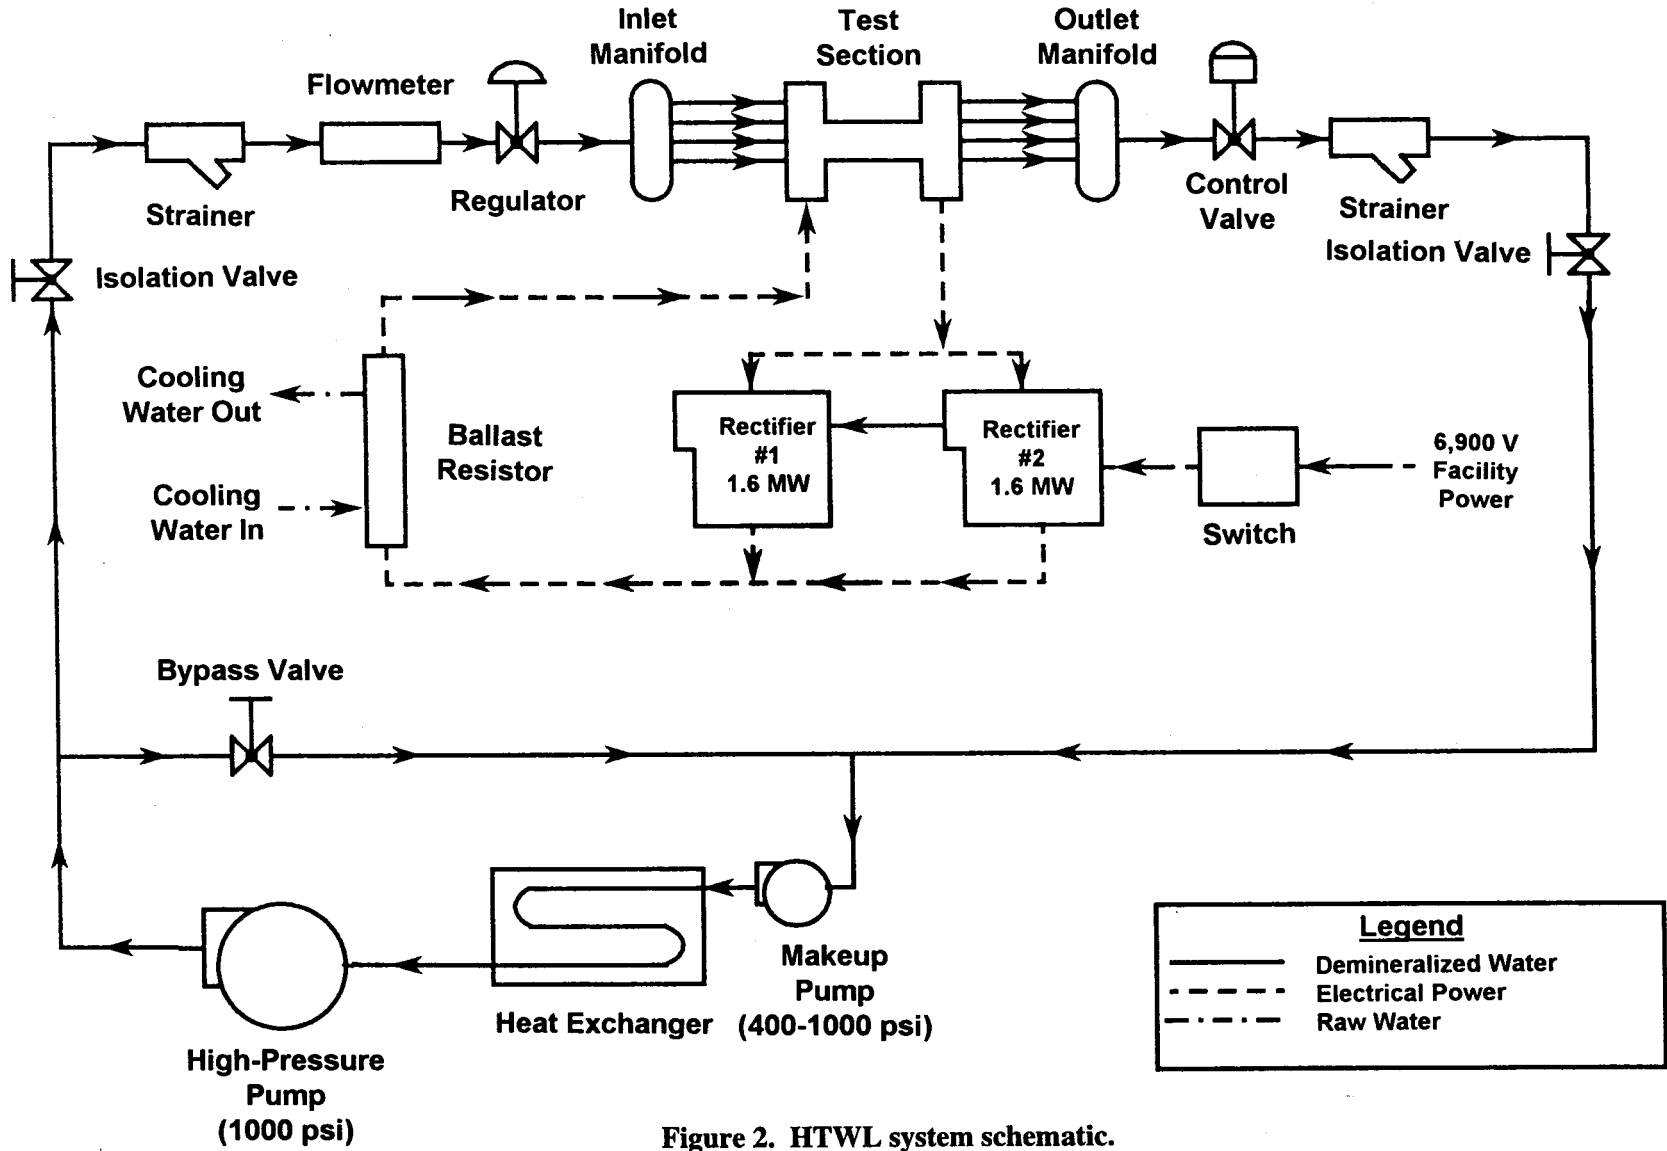 Inlet
Manifold
Test
Section
Outlet
Manifold
Flowmeter
Regulator
Strainer
Control
Valve
Strainer
Isolation Valve
Isolation Valve
Cooling
Water Out
Ballast
Resistor
Cooling
Water In
Rectifier
#1
1.6 MW
Rectifier
#2
1.6 MW
Switch
6,900 V
Facility
Power
Bypass Valve
Makeup
Pump
(400-1000 psi)
Heat Exchanger
High-Pressure
Pump
(1000 psi)
Legend
Demineralized Water
Electrical Power
Raw Water
Figure 2. HTWL system schematic.